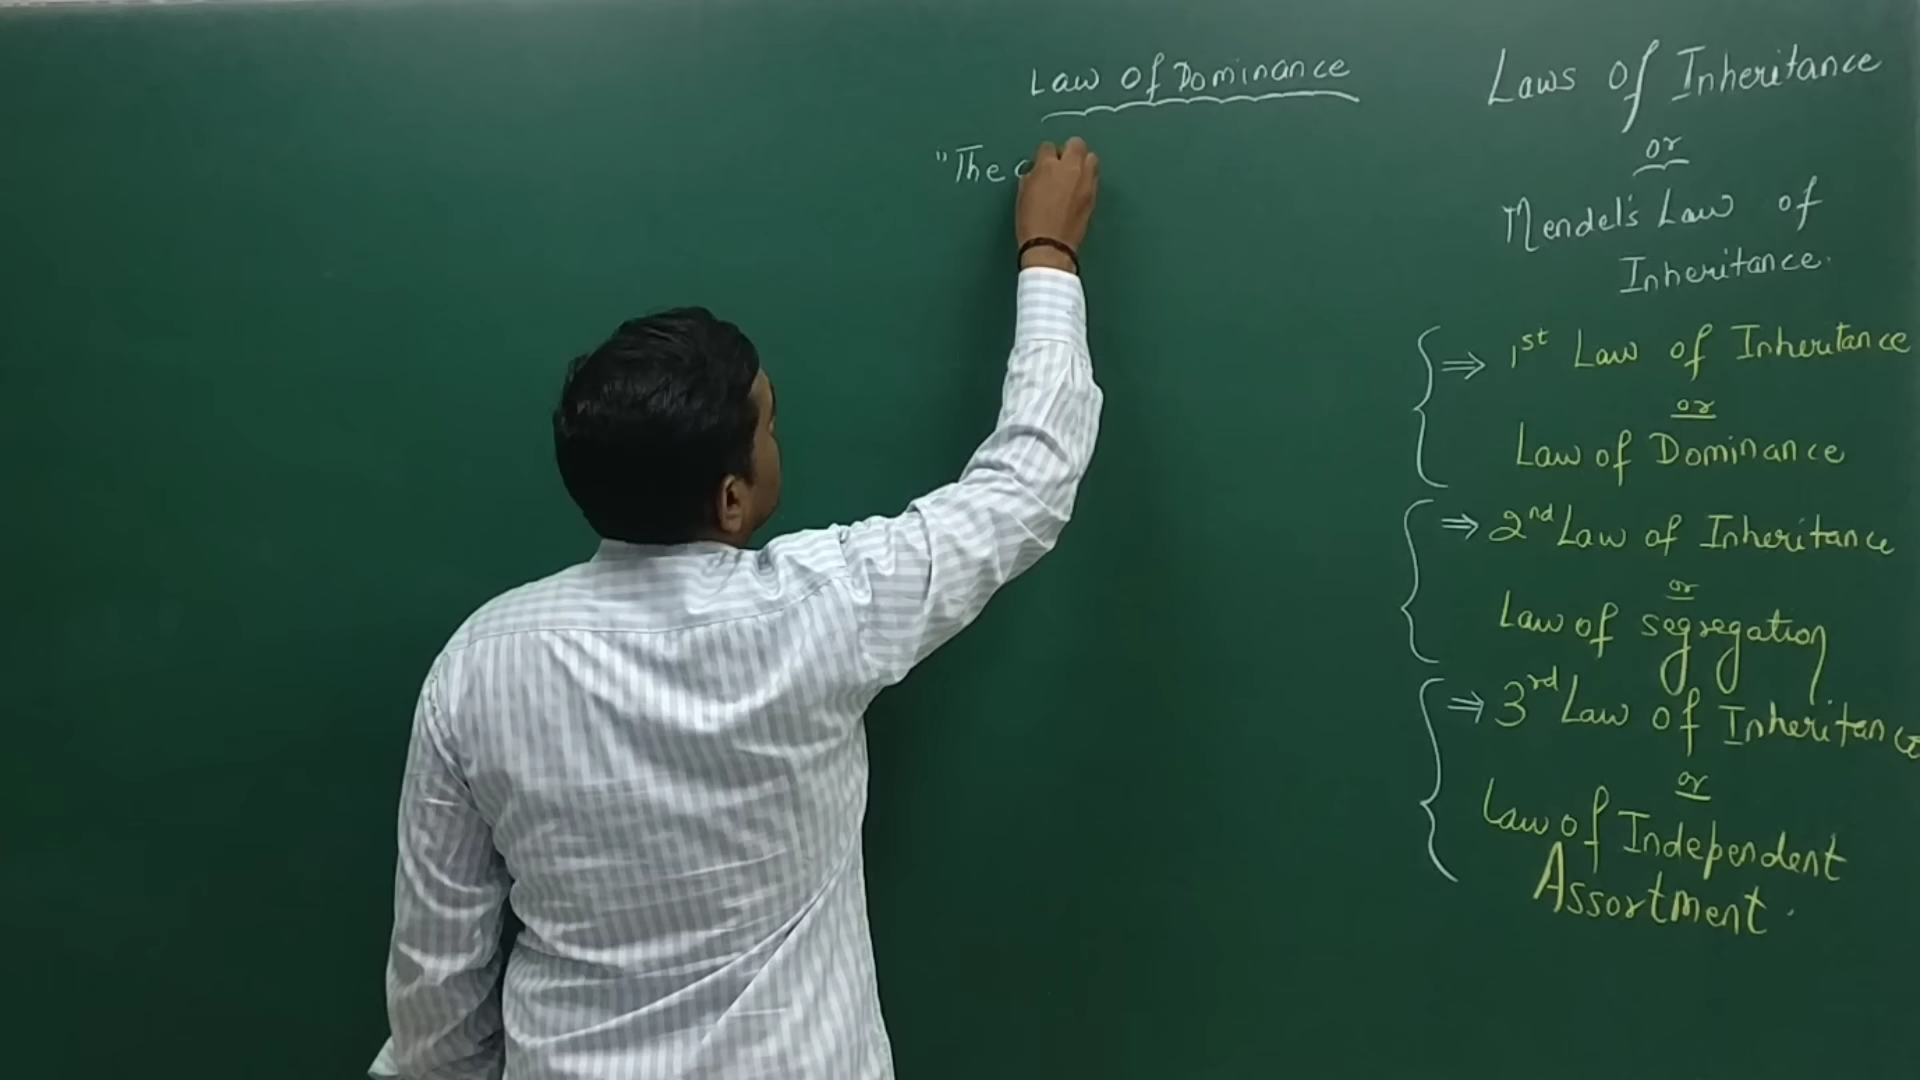 Law of Dominance
"The
Laws of Inheritance
or
Mendel's Law of
Inheritance.
⇒ 1st Law of Inheritance
or
Law of Dominance
⇒ 2nd Law of Inheritance
or
Law of segregation
⇒ 3rd Law of Inheritance
or
Law of Independent
Assortment.